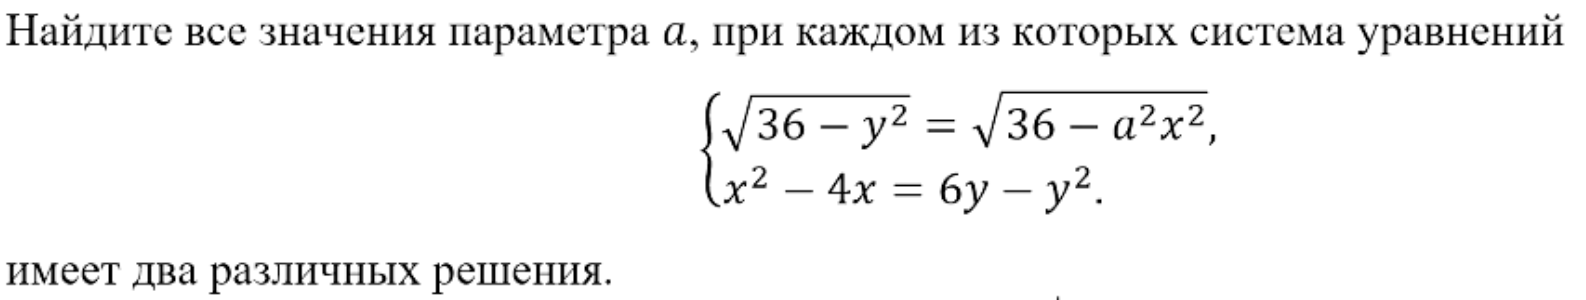 Найдите все значения параметра a, при каждом из которых система уравнений
{√(36 − y²) = √(36 − a²x²),
x² − 4x = 6y − y².
имеет два различных решения.